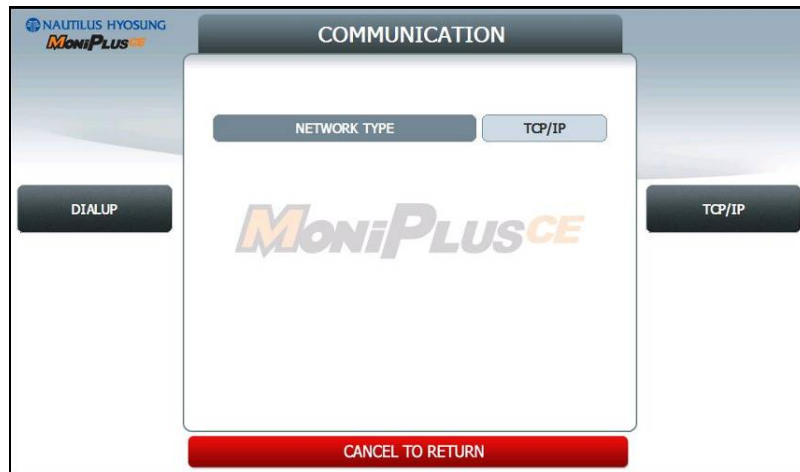 NAUTILUS HYOSUNG
MoniPlusCE
COMMUNICATION
NETWORK TYPE TCP/IP
DIALUP
MoniPlusCE
TCP/IP
CANCEL TO RETURN